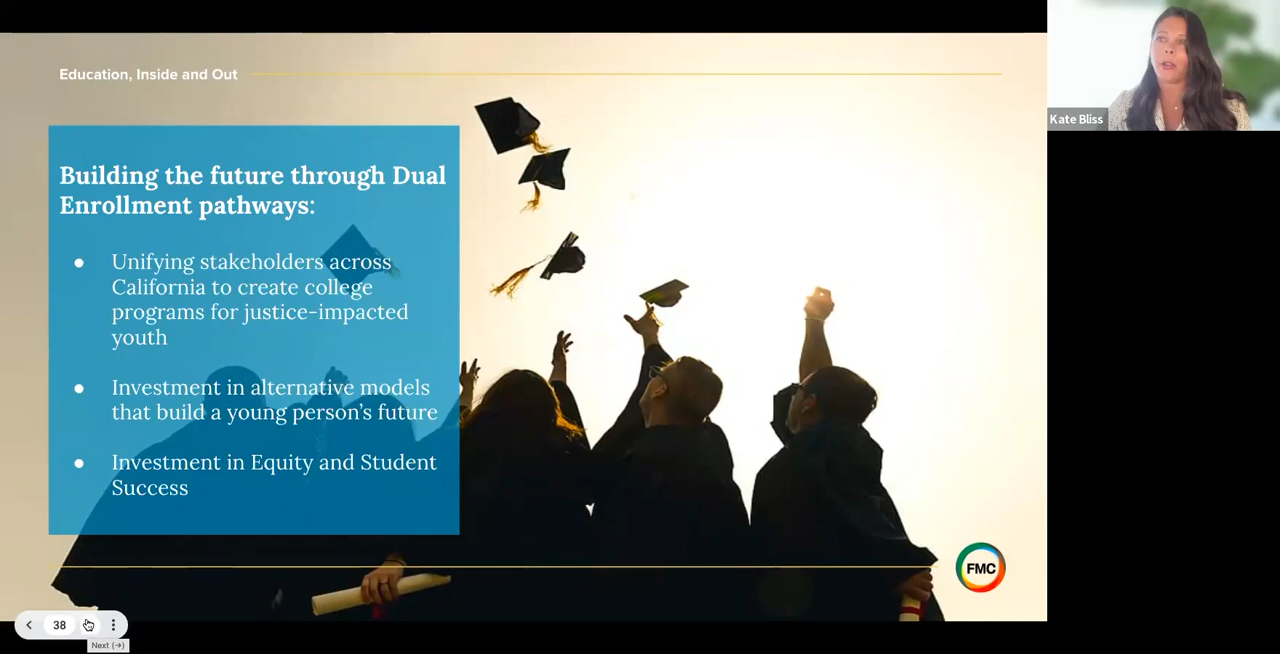 Education, Inside and Out
Kate Bliss
Building the future through Dual
Enrollment pathways:
● Unifying stakeholders across
California to create college
programs for justice-impacted
youth
● Investment in alternative models
that build a young person's future
● Investment in Equity and Student
Success
FMC
38
Next (→)